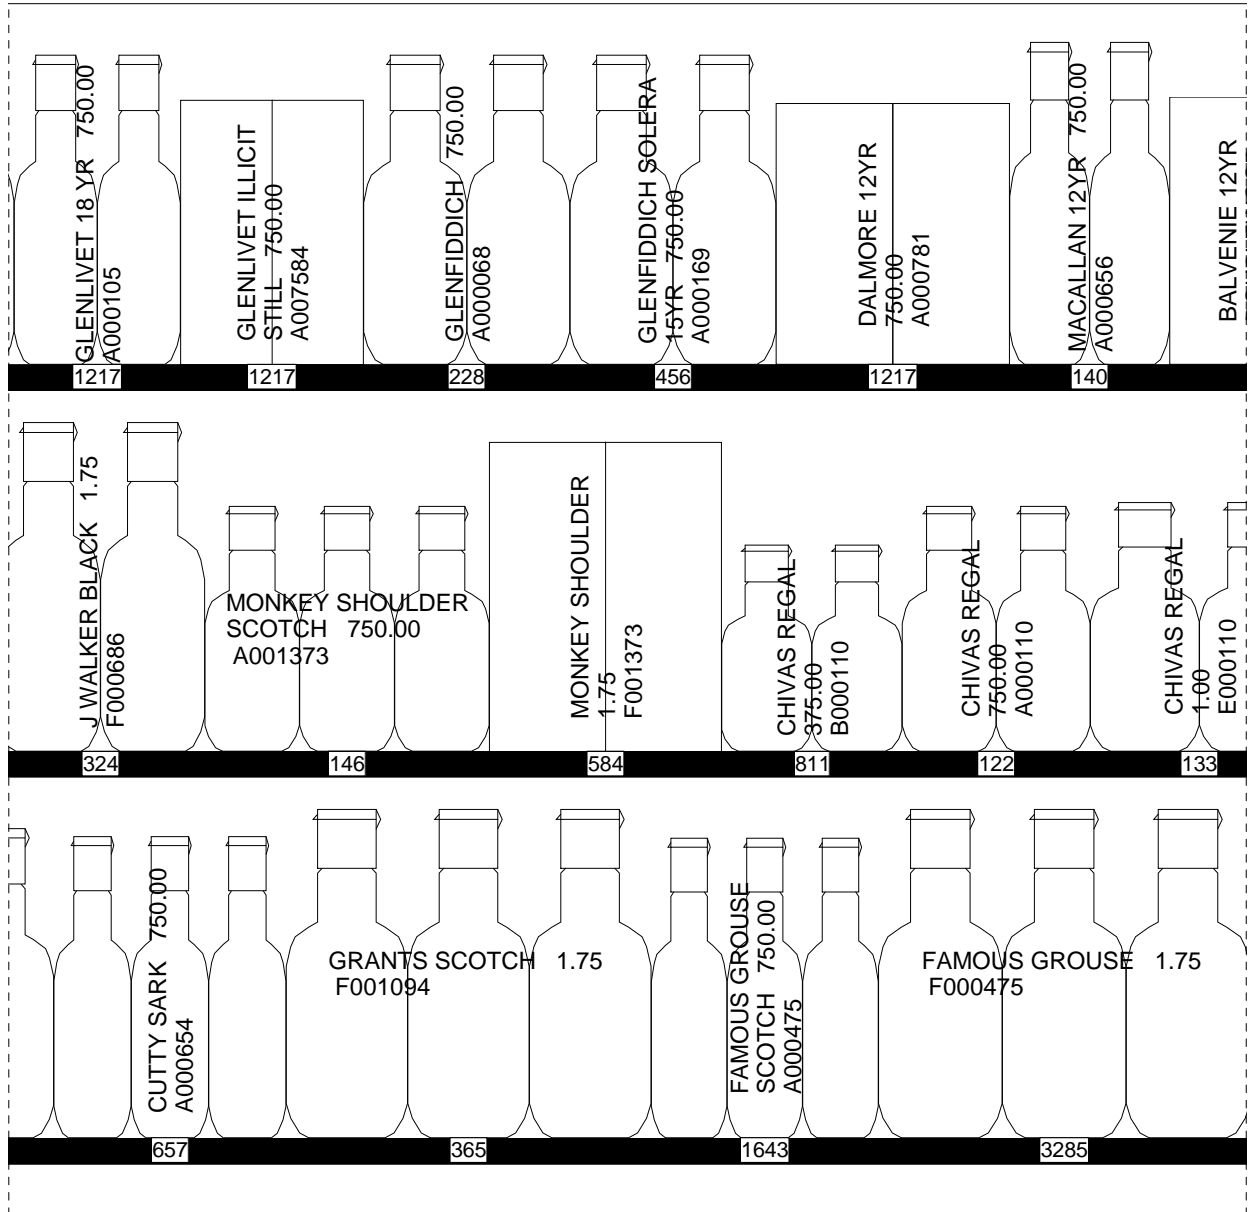 GLENLIVET 18 YR 750.00
A000105
GLENLIVET ILLICIT
STILL 750.00
A007584
GLENFIDDICH 750.00
A000068
GLENFIDDICH SOLERA
15YR 750.00
A000169
DALMORE 12YR
750.00
A000781
MACALLAN 12YR 750.00
A000656
BALVENIE 12YR
1217
1217
228
456
1217
140
J WALKER BLACK 1.75
F000686
MONKEY SHOULDER
SCOTCH 750.00
A001373
MONKEY SHOULDER
1.75
F001373
CHIVAS REGAL
375.00
B000110
CHIVAS REGAL
750.00
A000110
CHIVAS REGAL
1.00
E000110
324
146
584
811
122
133
CUTTY SARK 750.00
A000654
GRANTS SCOTCH 1.75
F001094
FAMOUS GROUSE
SCOTCH 750.00
A000475
FAMOUS GROUSE 1.75
F000475
657
365
1643
3285